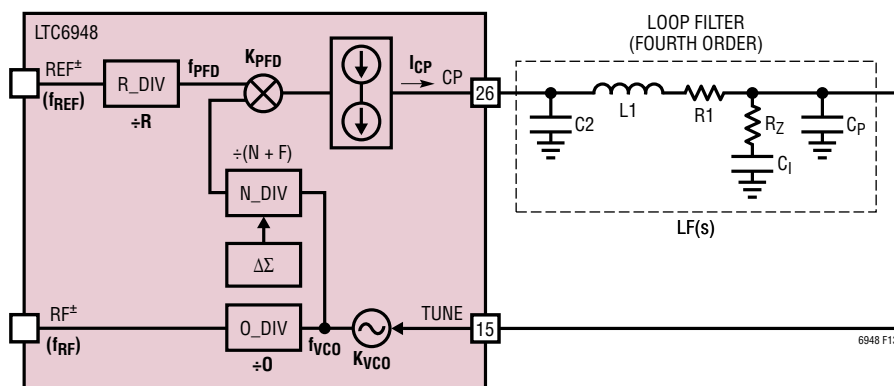 LTC6948
LOOP FILTER
(FOURTH ORDER)
REF±
(fREF)
R_DIV
÷R
fPFD
KPFD
ICP
CP
26
L1
R1
C2
RZ
CI
CP
LF(s)
÷(N + F)
N_DIV
ΔΣ
RF±
(fRF)
O_DIV
÷O
fVCO
KVCO
TUNE
15
6948 F13